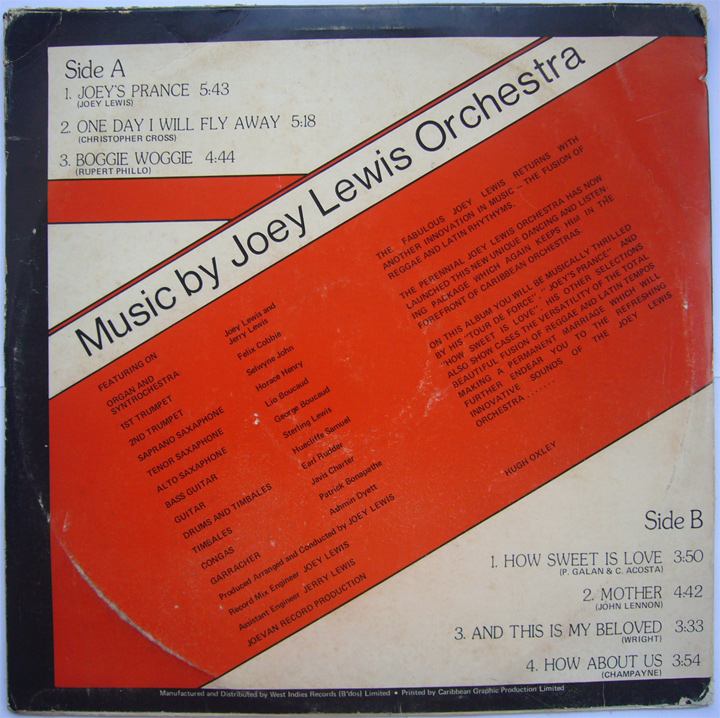 Side A
1. JOEY'S PRANCE 5:43
(JOEY LEWIS)
2. ONE DAY I WILL FLY AWAY 5:18
(CHRISTOPHER CROSS)
3. BOGGIE WOGGIE 4:44
(RUPERT PHILLO)
Music by Joey Lewis Orchestra
FEATURING ON
ORGAN AND
SYNTROCHESTRA
1ST TRUMPET
2ND TRUMPET
SAPRANO SAXAPHONE
TENOR SAXAPHONE
ALTO SAXAPHONE
BASS GUITAR
GUITAR
DRUMS AND TIMBALES
TIMBALES
CONGAS
GARRACHER
Joey Lewis and
Jerry Lewis
Felix Cobbie
Selwyne John
Horace Henry
Lio Boucaud
George Boucaud
Sterling Lewis
Huecliffe Samuel
Earl Rudder
Javis Charter
Patrick Bonagathe
Ashmin Dyett
Produced Arranged and Conducted by JOEY LEWIS
Record Mix Engineer JOEY LEWIS
Asistant Engineer JERRY LEWIS
JOEVAN RECORD PRODUCTION
THE FABULOUS JOEY LEWIS RETURNS WITH
ANOTHER INNOVATION IN MUSIC – THE FUSION OF
REGGAE AND LATIN RHYTHYMS.
THE PERENNIAL JOEY LEWIS ORCHESTRA HAS NOW
LAUNCHED THIS NEW UNIQUE DANCING AND LISTEN-
ING PACKAGE WHICH AGAIN KEEPS HIM IN THE
FOREFRONT OF CARIBBEAN ORCHESTRAS.
ON THIS ALBUM YOU WILL BE MUSICALLY THRILLED
BY HIS "TOUR DE FORCE" - "JOEY'S PRANCE" AND
"HOW SWEET IS LOVE". HIS OTHER SELECTIONS
ALSO SHOW CASES THE VERSATILITY OF THE TOTAL
BEAUTIFUL FUSION OF REGGAE AND LATIN TEMPOS
MAKING A PERMANENT MARRIAGE WHICH WILL
FURTHER ENDEAR YOU TO THE REFRESHING
INNOVATIVE SOUNDS OF THE JOEY LEWIS
ORCHESTRA .......
HUGH OXLEY
Side B
1. HOW SWEET IS LOVE 3:50
(P. GALAN & C. ACOSTA)
2. MOTHER 4:42
(JOHN LENNON)
3. AND THIS IS MY BELOVED 3:33
(WRIGHT)
4. HOW ABOUT US 3:54
(CHAMPAYNE)
Manufactured and Distributed by West Indies Records (B'dos) Limited • Printed by Caribbean Graphic Production Limited